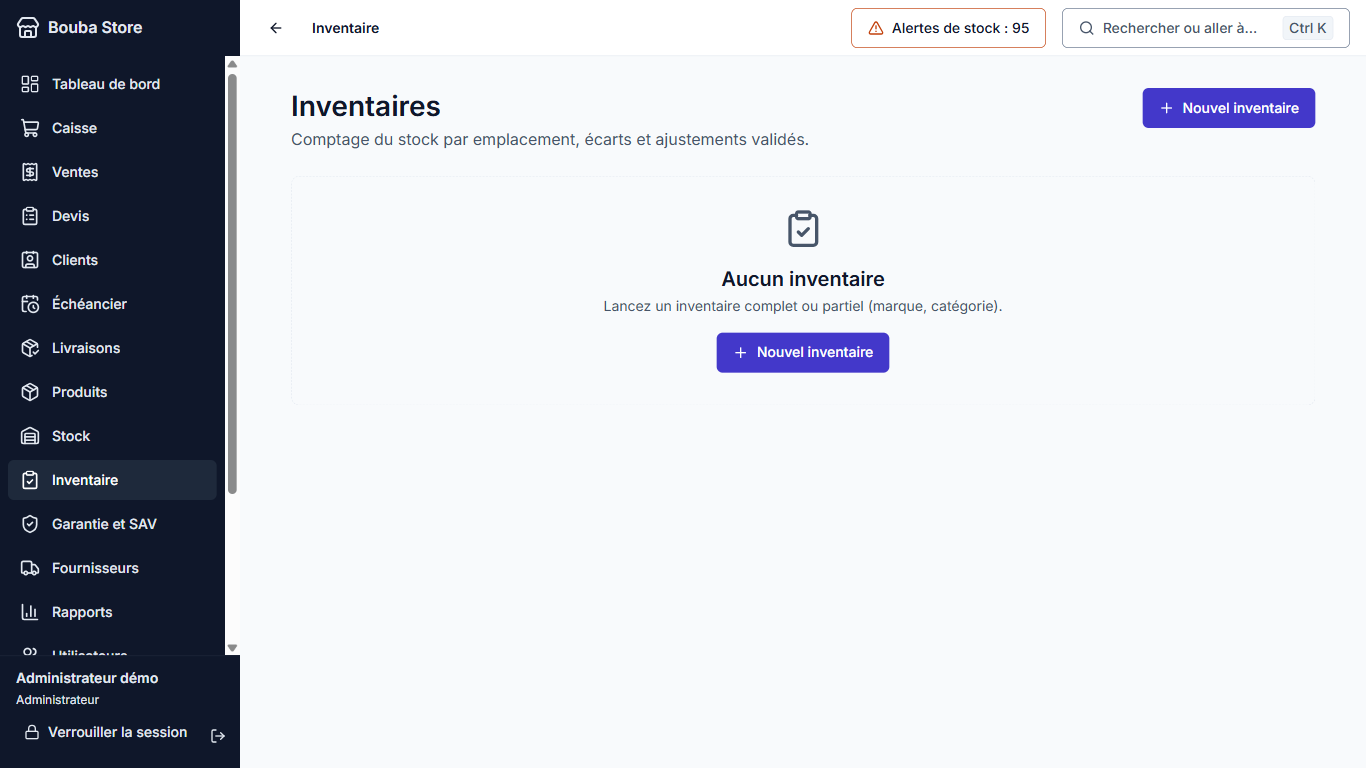 Bouba Store
Inventaire
Alertes de stock : 95
Rechercher ou aller à...
Ctrl K
Tableau de bord
Caisse
Ventes
Devis
Clients
Échéancier
Livraisons
Produits
Stock
Inventaire
Garantie et SAV
Fournisseurs
Rapports
Utilisateurs
Administrateur démo
Administrateur
Verrouiller la session
Inventaires
Comptage du stock par emplacement, écarts et ajustements validés.
Nouvel inventaire
Aucun inventaire
Lancez un inventaire complet ou partiel (marque, catégorie).
Nouvel inventaire